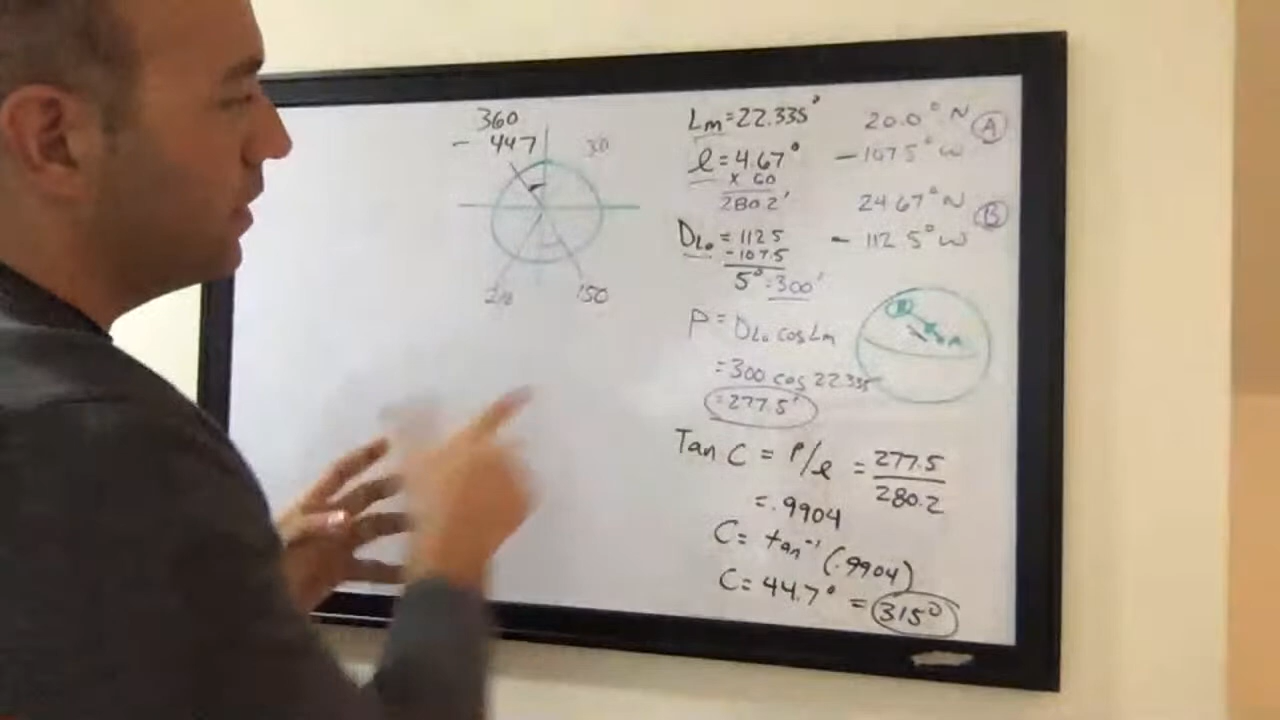 360
- 447
30
210
150
Lm=22.335°
l=4.67°
x 60
280.2'
DLo = 112.5
-107.5
5° =300'
P= DLo cosLm
=300 cos 22.335
=277.5'
Tan C = P/l = 277.5
280.2
=.9904
C= tan⁻¹ (.9904)
C= 44.7° = 315°
20.0° N A
-107.5° W
24.67° N B
- 112.5° W
B
A